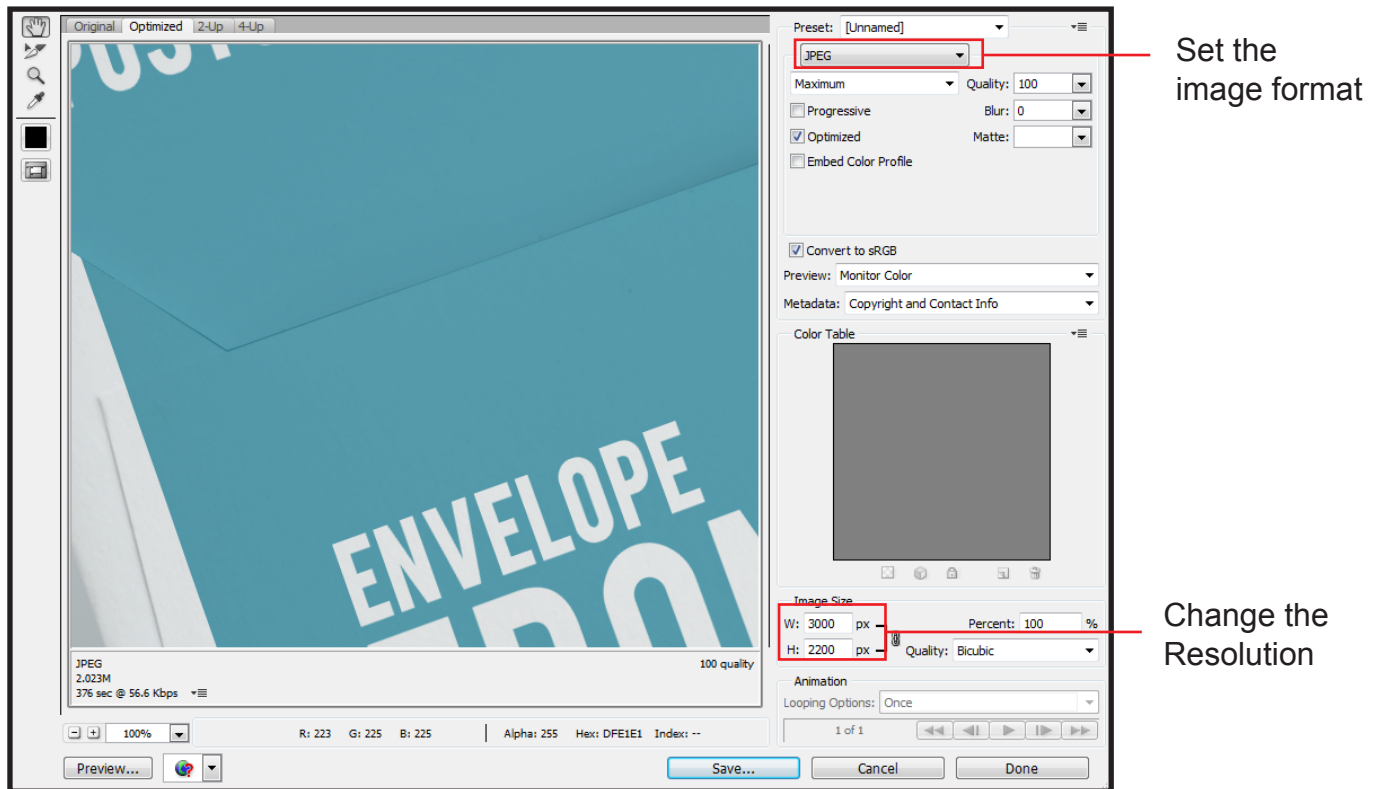 Original Optimized 2-Up 4-Up
ENVELOPE
JPEG 100 quality
2.023M
376 sec @ 56.6 Kbps
100%
R: 223 G: 225 B: 225 Alpha: 255 Hex: DFE1E1 Index: --
Preview... Save... Cancel Done
Preset: [Unnamed]
JPEG
Maximum Quality: 100
Progressive Blur: 0
Optimized Matte:
Embed Color Profile
Convert to sRGB
Preview: Monitor Color
Metadata: Copyright and Contact Info
Color Table
Image Size
W: 3000 px Percent: 100 %
H: 2200 px Quality: Bicubic
Animation
Looping Options: Once
1 of 1
Set the
image format
Change the
Resolution